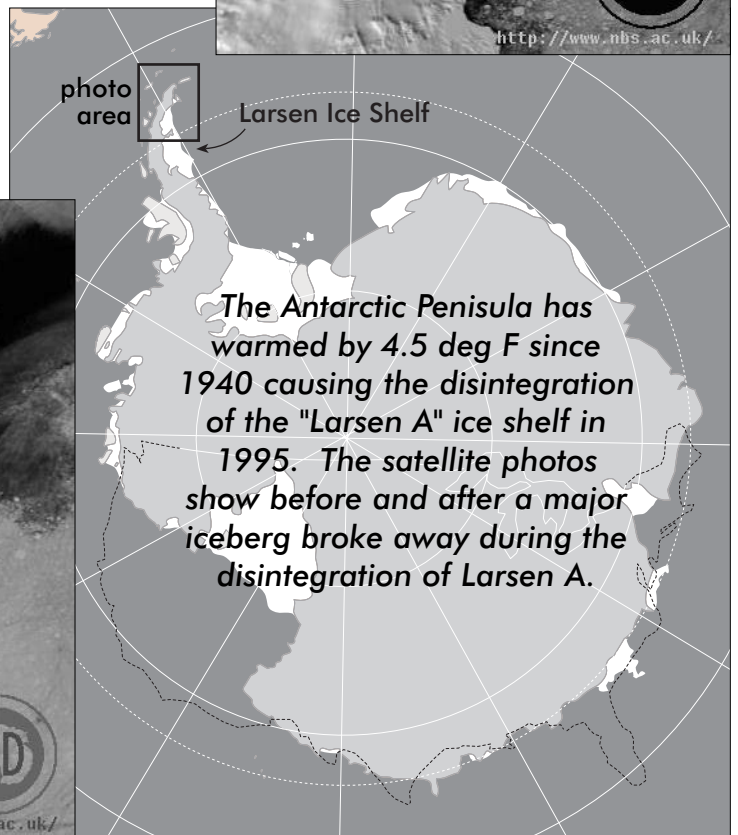 http://www.nbs.ac.uk/
photo
area
Larsen Ice Shelf
The Antarctic Penisula has
warmed by 4.5 deg F since
1940 causing the disintegration
of the "Larsen A" ice shelf in
1995. The satellite photos
show before and after a major
iceberg broke away during the
disintegration of Larsen A.
D
ac.uk/